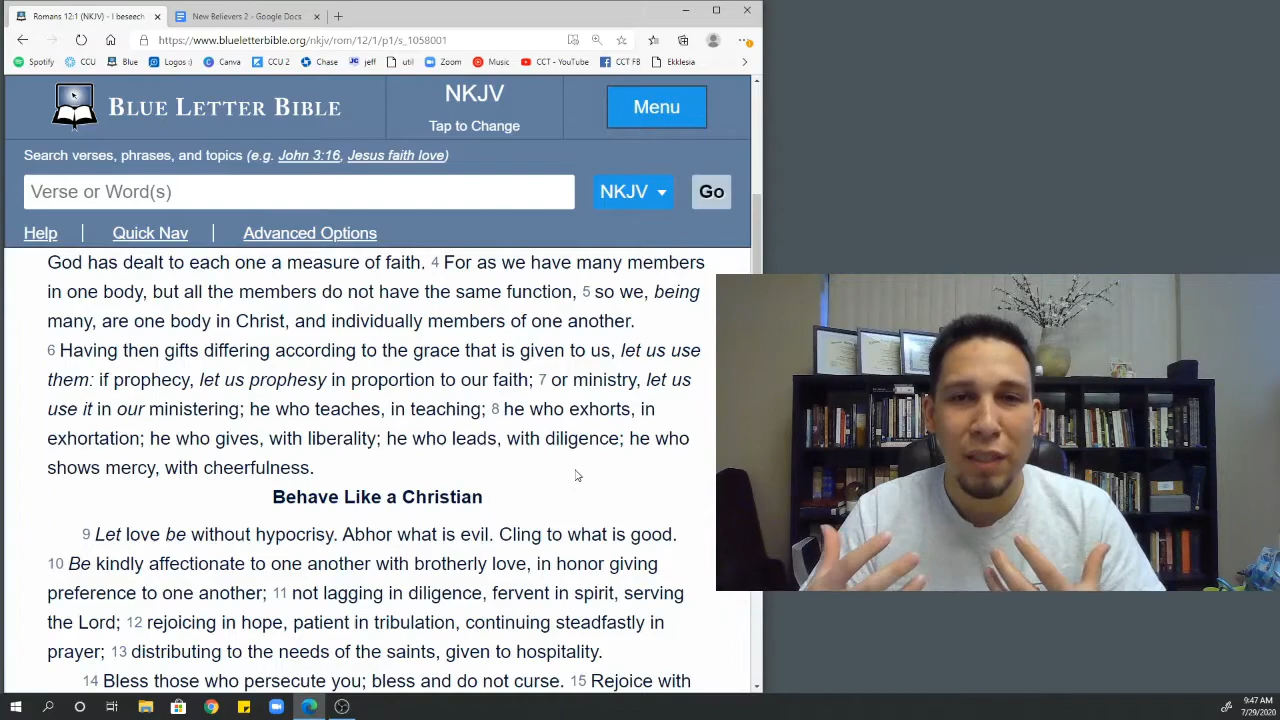 Romans 12:1 (NKJV) - I beseech
New Believers 2 - Google Docs
https://www.blueletterbible.org/nkjv/rom/12/1/p1/s_1058001
Spotify CCU Blue Logos :) Canva CCU 2 Chase jeff util Zoom Music CCT - YouTube CCT FB Ekklesia
BLUE LETTER BIBLE
NKJV
Tap to Change
Menu
Search verses, phrases, and topics (e.g. John 3:16, Jesus faith love)
Verse or Word(s)
NKJV
Go
Help | Quick Nav | Advanced Options
God has dealt to each one a measure of faith. 4 For as we have many members
in one body, but all the members do not have the same function, 5 so we, being
many, are one body in Christ, and individually members of one another.
6 Having then gifts differing according to the grace that is given to us, let us use
them: if prophecy, let us prophesy in proportion to our faith; 7 or ministry, let us
use it in our ministering; he who teaches, in teaching; 8 he who exhorts, in
exhortation; he who gives, with liberality; he who leads, with diligence; he who
shows mercy, with cheerfulness.
Behave Like a Christian
9 Let love be without hypocrisy. Abhor what is evil. Cling to what is good.
10 Be kindly affectionate to one another with brotherly love, in honor giving
preference to one another; 11 not lagging in diligence, fervent in spirit, serving
the Lord; 12 rejoicing in hope, patient in tribulation, continuing steadfastly in
prayer; 13 distributing to the needs of the saints, given to hospitality.
14 Bless those who persecute you; bless and do not curse. 15 Rejoice with
9:47 AM
7/29/2020